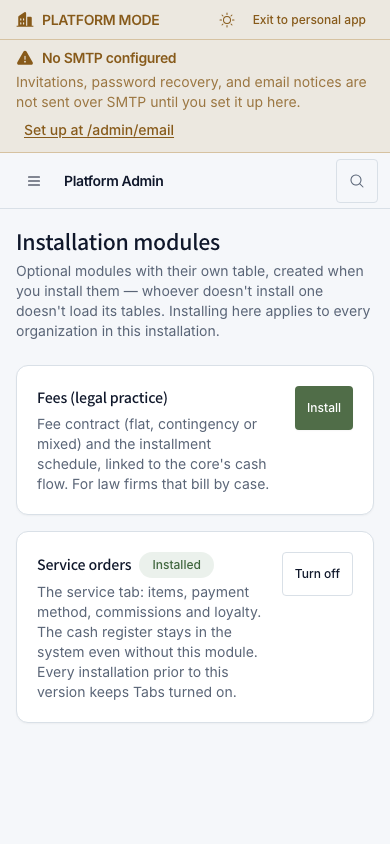 PLATFORM MODE
Exit to personal app
No SMTP configured
Invitations, password recovery, and email notices are
not sent over SMTP until you set it up here.
Set up at /admin/email
Platform Admin
Installation modules
Optional modules with their own table, created when
you install them — whoever doesn't install one
doesn't load its tables. Installing here applies to every
organization in this installation.
Fees (legal practice)
Install
Fee contract (flat, contingency or
mixed) and the installment
schedule, linked to the core's cash
flow. For law firms that bill by case.
Service orders
Installed
Turn off
The service tab: items, payment
method, commissions and loyalty.
The cash register stays in the
system even without this module.
Every installation prior to this
version keeps Tabs turned on.